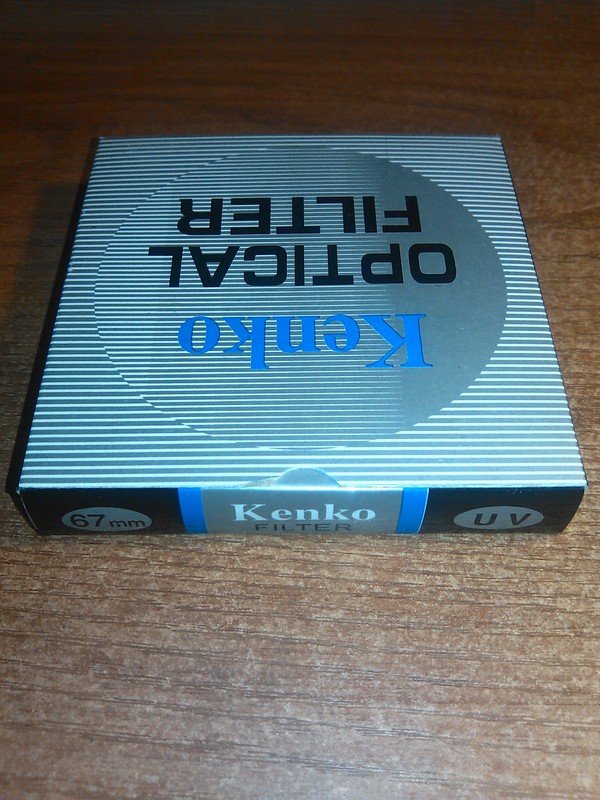 Kenko
OPTICAL
FILTER
67mm
Kenko
FILTER
UV